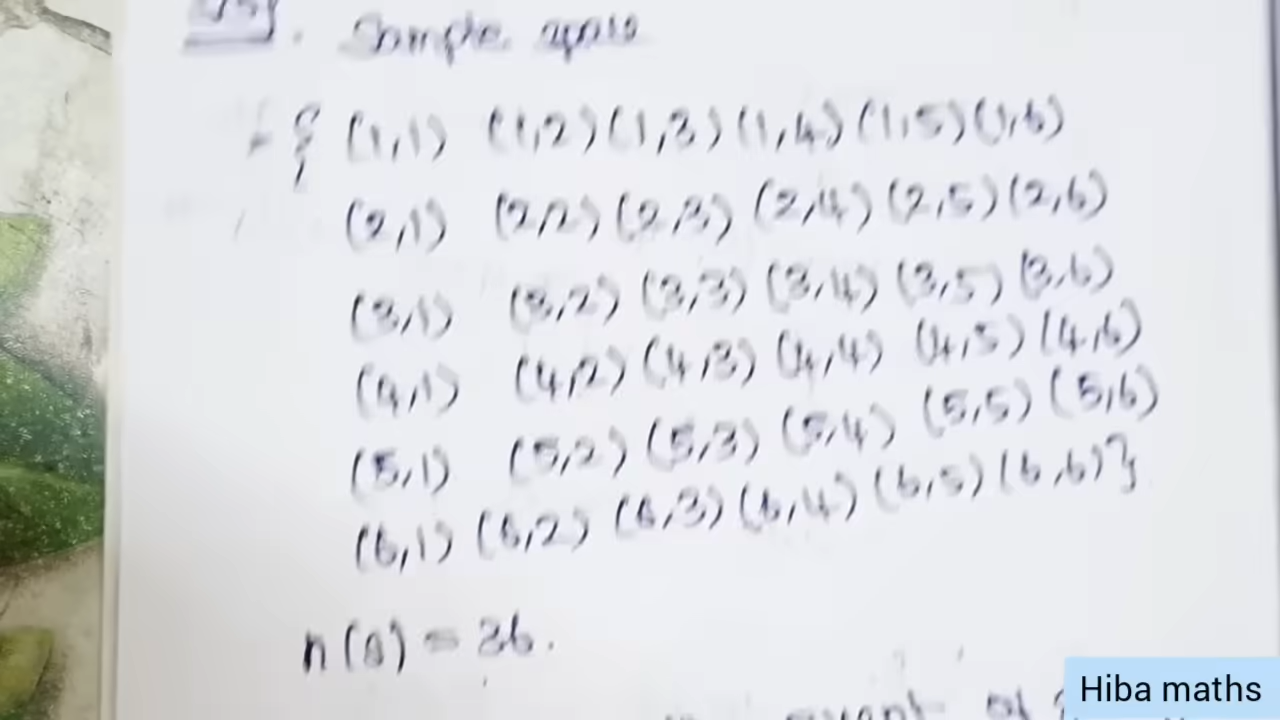 Sample space
= { (1,1) (1,2) (1,3) (1,4) (1,5) (1,6)
(2,1) (2,2) (2,3) (2,4) (2,5) (2,6)
(3,1) (3,2) (3,3) (3,4) (3,5) (3,6)
(4,1) (4,2) (4,3) (4,4) (4,5) (4,6)
(5,1) (5,2) (5,3) (5,4) (5,5) (5,6)
(6,1) (6,2) (6,3) (6,4) (6,5) (6,6) }
n(s) = 36.
event of
Hiba maths